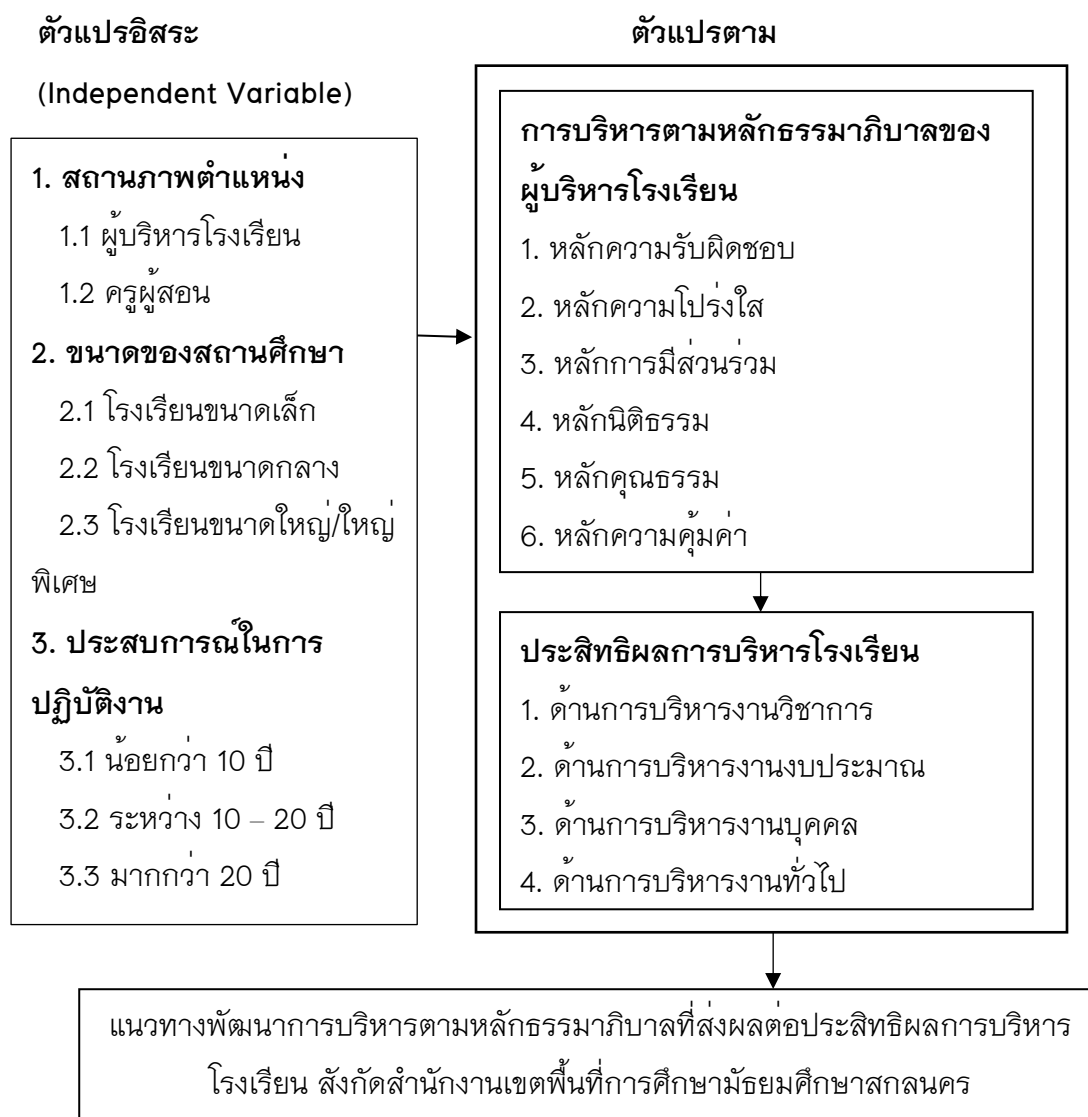 ตัวแปรอิสระ
(Independent Variable)
1. สถานภาพตำแหน่ง
1.1 ผู้บริหารโรงเรียน
1.2 ครูผู้สอน
2. ขนาดของสถานศึกษา
2.1 โรงเรียนขนาดเล็ก
2.2 โรงเรียนขนาดกลาง
2.3 โรงเรียนขนาดใหญ่/ใหญ่
พิเศษ
3. ประสบการณ์ในการ
ปฏิบัติงาน
3.1 น้อยกว่า 10 ปี
3.2 ระหว่าง 10 – 20 ปี
3.3 มากกว่า 20 ปี
ตัวแปรตาม
การบริหารตามหลักธรรมาภิบาลของ
ผู้บริหารโรงเรียน
1. หลักความรับผิดชอบ
2. หลักความโปร่งใส
3. หลักการมีส่วนร่วม
4. หลักนิติธรรม
5. หลักคุณธรรม
6. หลักความคุ้มค่า
ประสิทธิผลการบริหารโรงเรียน
1. ด้านการบริหารงานวิชาการ
2. ด้านการบริหารงานงบประมาณ
3. ด้านการบริหารงานบุคคล
4. ด้านการบริหารงานทั่วไป
แนวทางพัฒนาการบริหารตามหลักธรรมาภิบาลที่ส่งผลต่อประสิทธิผลการบริหาร
โรงเรียน สังกัดสำนักงานเขตพื้นที่การศึกษามัธยมศึกษาสกลนคร